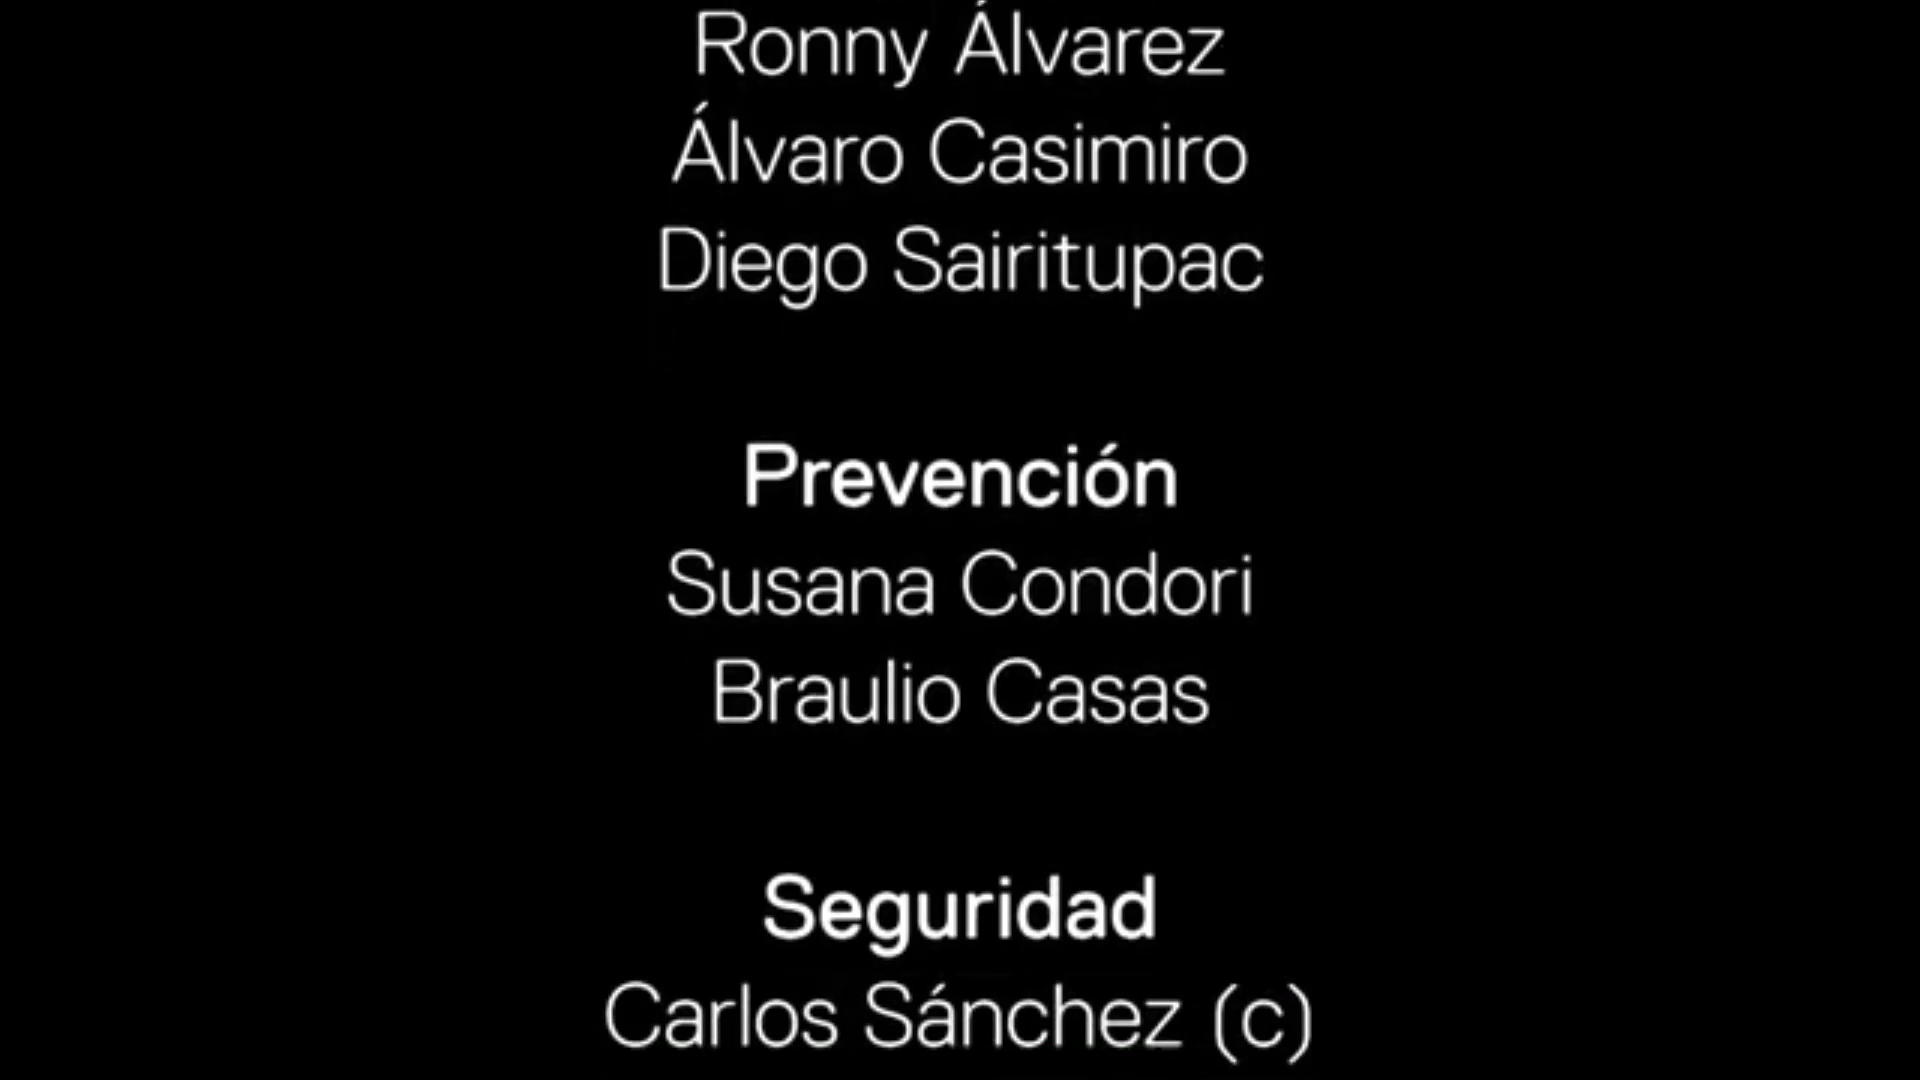 Ronny Álvarez
Álvaro Casimiro
Diego Sairitupac
Prevención
Susana Condori
Braulio Casas
Seguridad
Carlos Sánchez (c)